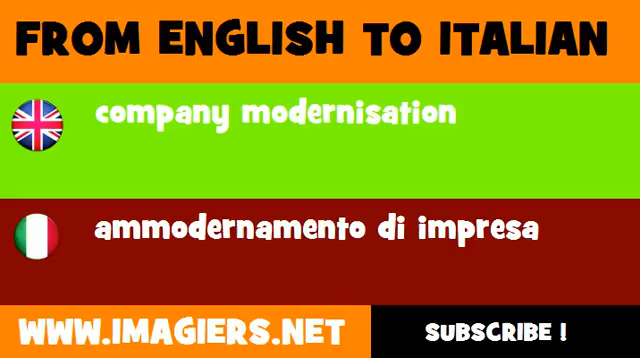 FROM ENGLISH TO ITALIAN
company modernisation
ammodernamento di impresa
WWW.IMAGIERS.NET
SUBSCRIBE !